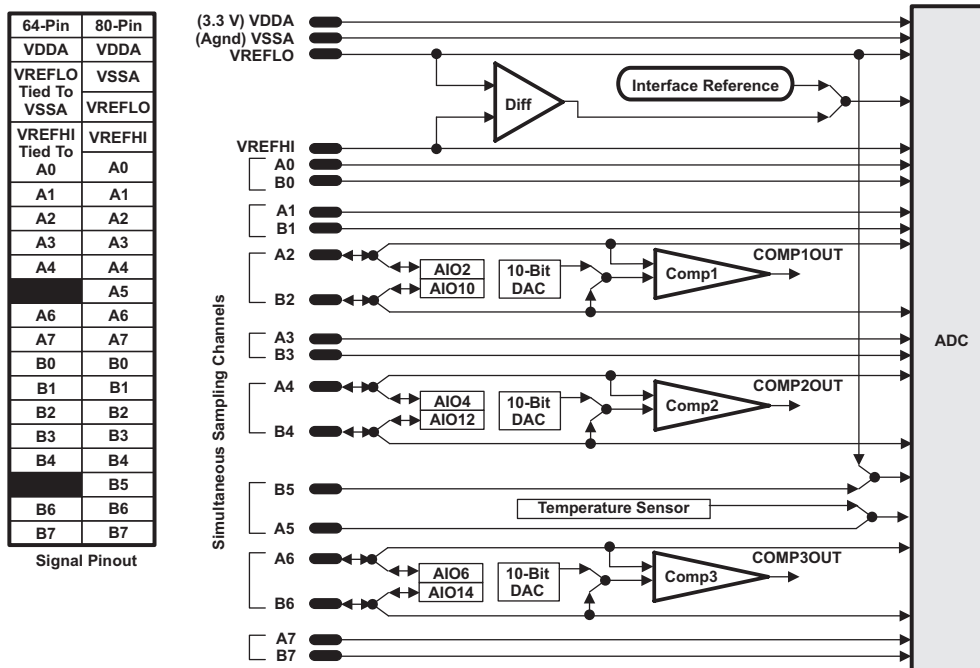 64-Pin 80-Pin
VDDA VDDA
VREFLO
Tied To
VSSA
VSSA
VREFLO
VREFHI
Tied To
A0
VREFHI
A0
A1 A1
A2 A2
A3 A3
A4 A4
A5
A6 A6
A7 A7
B0 B0
B1 B1
B2 B2
B3 B3
B4 B4
B5
B6 B6
B7 B7
Signal Pinout
Simultaneous Sampling Channels
(3.3 V) VDDA
(Agnd) VSSA
VREFLO
Diff
Interface Reference
VREFHI
A0
B0
A1
B1
A2
B2
AIO2
AIO10
10-Bit
DAC
Comp1
COMP1OUT
A3
B3
A4
B4
AIO4
AIO12
10-Bit
DAC
Comp2
COMP2OUT
B5
Temperature Sensor
A5
A6
B6
AIO6
AIO14
10-Bit
DAC
Comp3
COMP3OUT
A7
B7
ADC